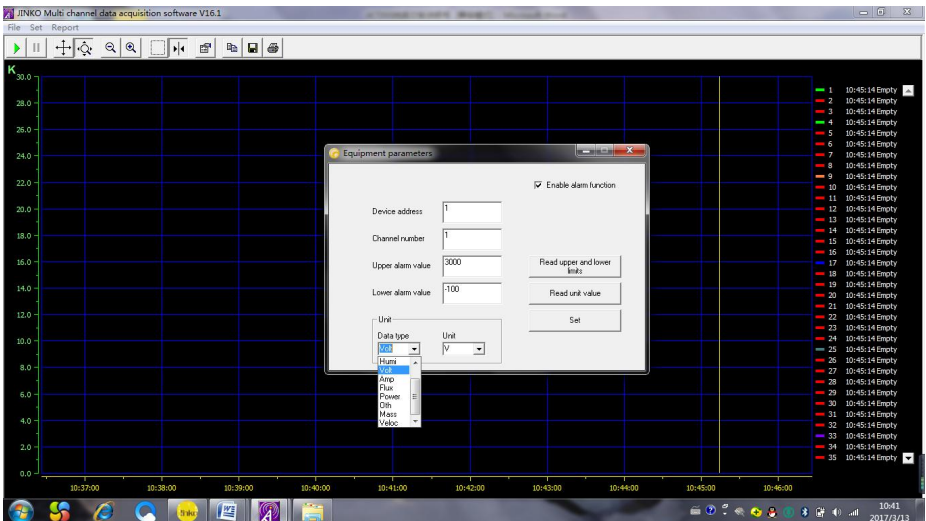 JINKO Multi channel data acquisition software V16.1
File Set Report
K
30.0
28.0
26.0
24.0
22.0
20.0
18.0
16.0
14.0
12.0
10.0
8.0
6.0
4.0
2.0
0.0
10:37:00 10:38:00 10:39:00 10:40:00 10:41:00 10:42:00 10:43:00 10:44:00 10:45:00 10:46:00
Equipment parameters
Enable alarm function
Device address 1
Channel number 1
Upper alarm value 3000
Read upper and lower
limits
Lower alarm value -100
Read unit value
Set
Unit
Data type Unit
Volt V
Humi
Volt
Amp
Flux
Power
Oth
Mass
Veloc
1 10:45:14 Empty
2 10:45:14 Empty
3 10:45:14 Empty
4 10:45:14 Empty
5 10:45:14 Empty
6 10:45:14 Empty
7 10:45:14 Empty
8 10:45:14 Empty
9 10:45:14 Empty
10 10:45:14 Empty
11 10:45:14 Empty
12 10:45:14 Empty
13 10:45:14 Empty
14 10:45:14 Empty
15 10:45:14 Empty
16 10:45:14 Empty
17 10:45:14 Empty
18 10:45:14 Empty
19 10:45:14 Empty
20 10:45:14 Empty
21 10:45:14 Empty
22 10:45:14 Empty
23 10:45:14 Empty
24 10:45:14 Empty
25 10:45:14 Empty
26 10:45:14 Empty
27 10:45:14 Empty
28 10:45:14 Empty
29 10:45:14 Empty
30 10:45:14 Empty
31 10:45:14 Empty
32 10:45:14 Empty
33 10:45:14 Empty
34 10:45:14 Empty
35 10:45:14 Empty
10:41
2017/3/13